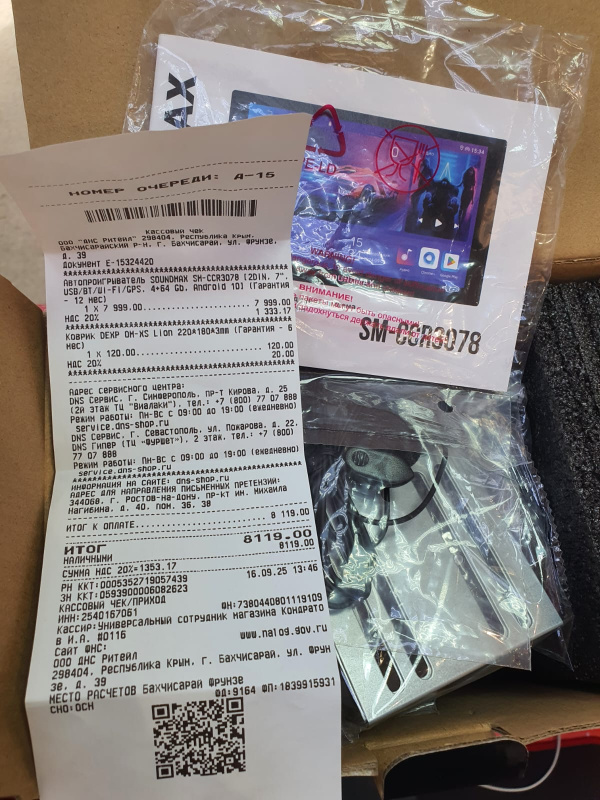 НОМЕР ОЧЕРЕДИ: А-15
Кассовый чек
ООО "ДНС РИТЕЙЛ" 298404, Республика Крым,
Бахчисарайский р-н, г. Бахчисарай, ул. Фрунзе,
д. 39
Документ Е-15324420
Автопроигрыватель SOUNDMAX SM-CCR3078 [2DIN, 7",
USB/BT/Wi-Fi/GPS, 4+64 Gb, Android 10] (Гарантия
- 12 мес)
1 X 7 999.00 7 999.00
НДС 20% 1 333.17
Коврик DEXP OM-XS Lion 220*180*3мм (Гарантия - 6
мес)
1 X 120.00 120.00
НДС 20% 20.00
Адрес сервисного центра:
DNS Сервис, г. Симферополь, пр-т Кирова, д. 25
(2й этаж ТЦ "Виалаки"), тел.: +7 (800) 77 07 888
Режим работы: Пн-Вс с 09:00 до 19:00 (ежедневно)
service.dns-shop.ru
DNS Сервис, г. Севастополь, ул. Пожарова, д. 22,
DNS Гипер (ТЦ «Фуршет»), 2 этаж, тел.: +7 (800)
77 07 888
Режим работы: Пн-Вс с 09:00 до 19:00 (ежедневно)
service.dns-shop.ru
ИНФОРМАЦИЯ НА САЙТЕ: dns-shop.ru
АДРЕС ДЛЯ НАПРАВЛЕНИЯ ПИСЬМЕННЫХ ПРЕТЕНЗИЙ:
344068, г. Ростов-на-Дону, пр-кт им. Михаила
Нагибина, д. 40, пом. 36, 38
ИТОГ К ОПЛАТЕ 8 119.00
ИТОГ 8119.00
НАЛИЧНЫМИ 8119.00
СУММА НДС 20%=1353.17
РН ККТ:0005352719057439 16.09.25 13:46
ЗН ККТ:0593900006082623
КАССОВЫЙ ЧЕК/ПРИХОД ФН:7380440801119109
ИНН:2540167061
КАССИР:Универсальный сотрудник магазина Кондрато
в И.А. #0116
Сайт ФНС: www.nalog.gov.ru
ООО ДНС Ритейл
298404, Республика Крым, г. Бахчисарай, ул. Фрун
зе, д. 39
МЕСТО РАСЧЕТОВ Бахчисарай Фрунзе
ФД:9164 ФП:1839915931
СНО:ОСН
15:34
15
ВНИМАНИЕ!
SM-CCR3078